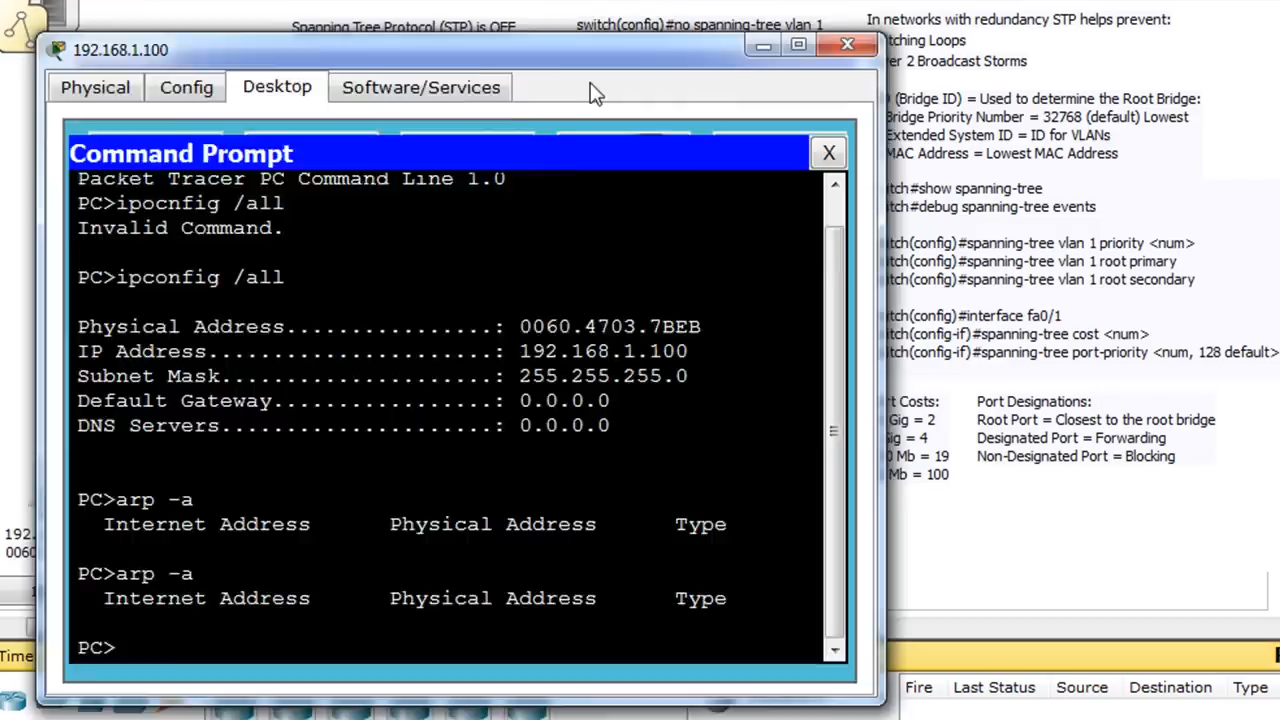 Spanning Tree Protocol (STP) is OFF
switch(config)#no spanning-tree vlan 1
192.168.1.100
Physical
Config
Desktop
Software/Services
Command Prompt
X
Packet Tracer PC Command Line 1.0
PC>ipocnfig /all
Invalid Command.
PC>ipconfig /all
Physical Address................: 0060.4703.7BEB
IP Address......................: 192.168.1.100
Subnet Mask.....................: 255.255.255.0
Default Gateway.................: 0.0.0.0
DNS Servers.....................: 0.0.0.0
PC>arp -a
Internet Address Physical Address Type
PC>arp -a
Internet Address Physical Address Type
PC>
In networks with redundancy STP helps prevent:
tching Loops
er 2 Broadcast Storms
(Bridge ID) = Used to determine the Root Bridge:
Bridge Priority Number = 32768 (default) Lowest
Extended System ID = ID for VLANs
MAC Address = Lowest MAC Address
tch#show spanning-tree
tch#debug spanning-tree events
tch(config)#spanning-tree vlan 1 priority <num>
tch(config)#spanning-tree vlan 1 root primary
tch(config)#spanning-tree vlan 1 root secondary
tch(config)#interface fa0/1
tch(config-if)#spanning-tree cost <num>
tch(config-if)#spanning-tree port-priority <num, 128 default>
t Costs:
Gig = 2
ig = 4
0 Mb = 19
Mb = 100
Port Designations:
Root Port = Closest to the root bridge
Designated Port = Forwarding
Non-Designated Port = Blocking
192.
0060
Time
Fire Last Status Source Destination Type